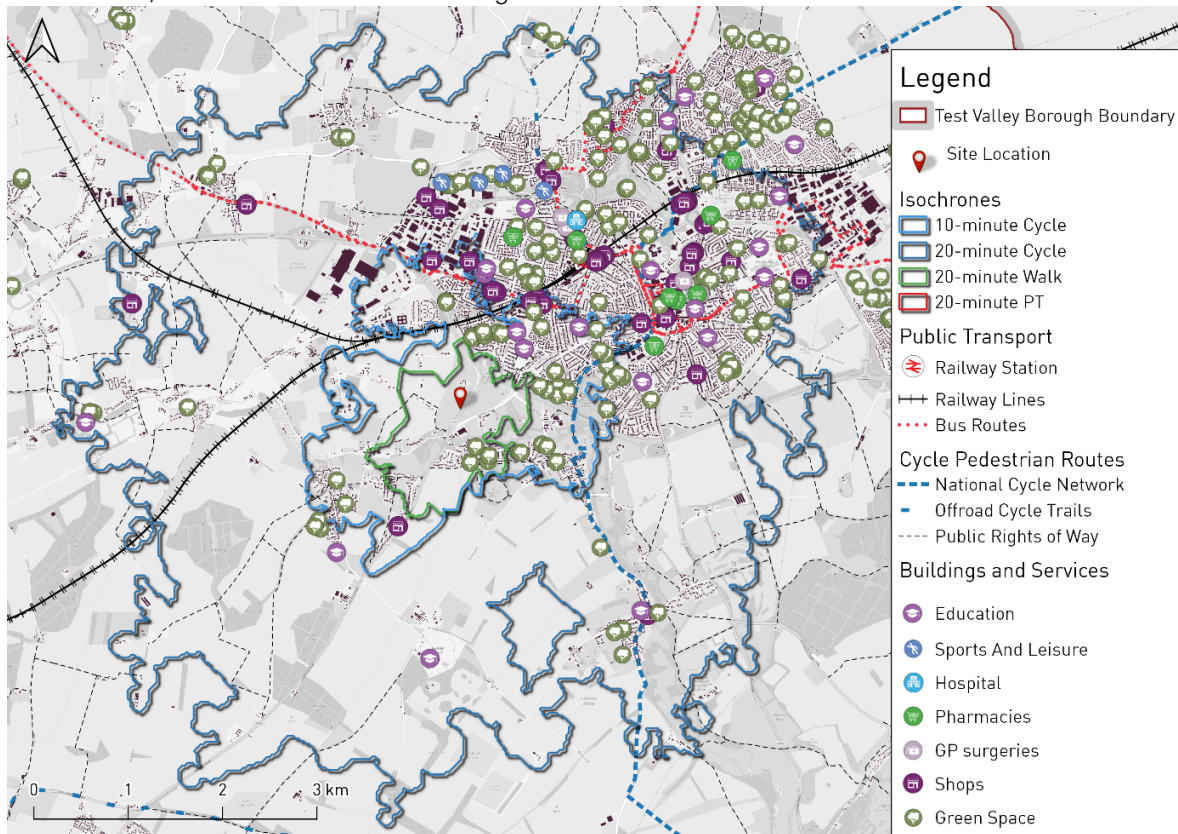 Legend
Test Valley Borough Boundary
Site Location
Isochrones
10-minute Cycle
20-minute Cycle
20-minute Walk
20-minute PT
Public Transport
Railway Station
Railway Lines
Bus Routes
Cycle Pedestrian Routes
National Cycle Network
Offroad Cycle Trails
Public Rights of Way
Buildings and Services
Education
Sports And Leisure
Hospital
Pharmacies
GP surgeries
Shops
Green Space
0 1 2 3 km